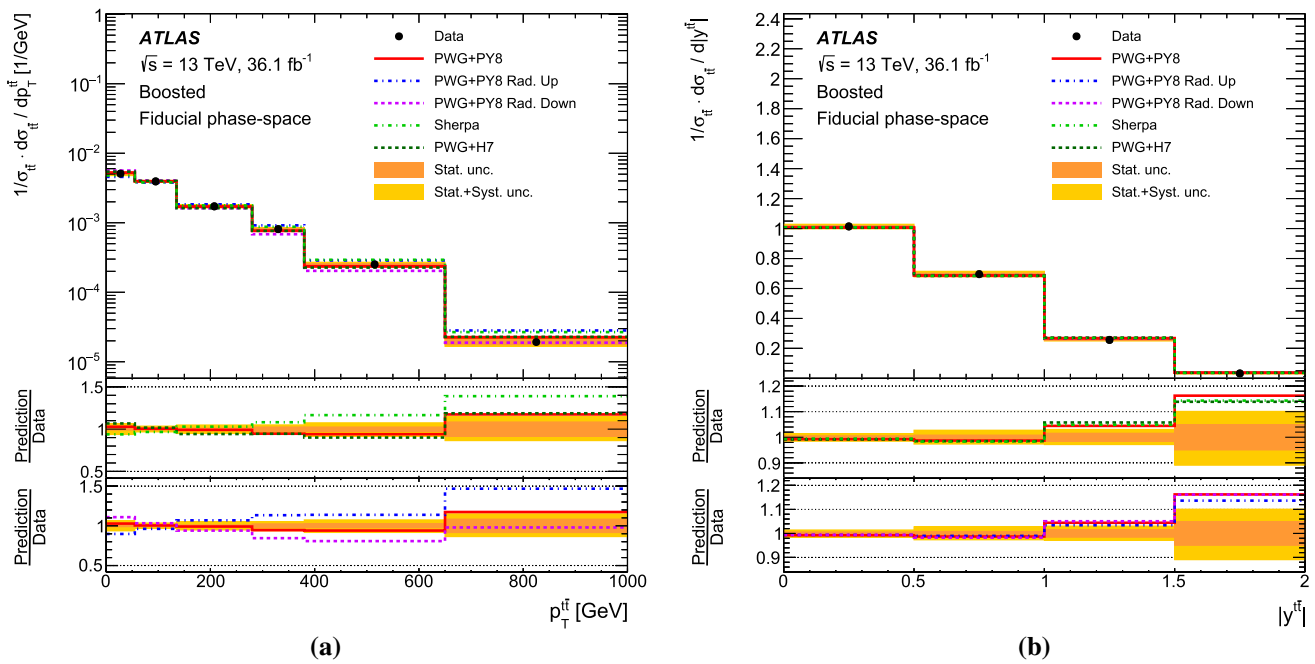 1/σ_tt̄ · dσ_tt̄ / dp_T^tt̄ [1/GeV]
1
10⁻¹
10⁻²
10⁻³
10⁻⁴
10⁻⁵
ATLAS
√s = 13 TeV, 36.1 fb⁻¹
Boosted
Fiducial phase-space
Data
PWG+PY8
PWG+PY8 Rad. Up
PWG+PY8 Rad. Down
Sherpa
PWG+H7
Stat. unc.
Stat.+Syst. unc.
Prediction
Data
1.5
1
0.5
Prediction
Data
1.5
1
0.5
0 200 400 600 800 1000
p_T^tt̄ [GeV]
(a)
1/σ_tt̄ · dσ_tt̄ / d|y^tt̄|
2.4
2.2
2
1.8
1.6
1.4
1.2
1
0.8
0.6
0.4
0.2
ATLAS
√s = 13 TeV, 36.1 fb⁻¹
Boosted
Fiducial phase-space
Data
PWG+PY8
PWG+PY8 Rad. Up
PWG+PY8 Rad. Down
Sherpa
PWG+H7
Stat. unc.
Stat.+Syst. unc.
Prediction
Data
1.2
1.1
1
0.9
Prediction
Data
1.2
1.1
1
0.9
0 0.5 1 1.5 2
|y^tt̄|
(b)